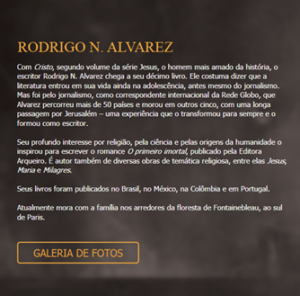 RODRIGO N. ALVAREZ
Com Cristo, segundo volume da série Jesus, o homem mais amado da história, o
escritor Rodrigo N. Alvarez chega a seu décimo livro. Ele costuma dizer que a
literatura entrou em sua vida ainda na adolescência, antes mesmo do jornalismo.
Mas foi pelo jornalismo, como correspondente internacional da Rede Globo, que
Alvarez percorreu mais de 50 países e morou em outros cinco, com uma longa
passagem por Jerusalém – uma experiência que o transformou para sempre e o
formou como escritor.
Seu profundo interesse por religião, pela ciência e pelas origens da humanidade o
inspirou para escrever o romance O primeiro imortal, publicado pela Editora
Arqueiro. É autor também de diversas obras de temática religiosa, entre elas Jesus,
Maria e Milagres.
Seus livros foram publicados no Brasil, no México, na Colômbia e em Portugal.
Atualmente mora com a família nos arredores da floresta de Fontainebleau, ao sul
de Paris.
GALERIA DE FOTOS